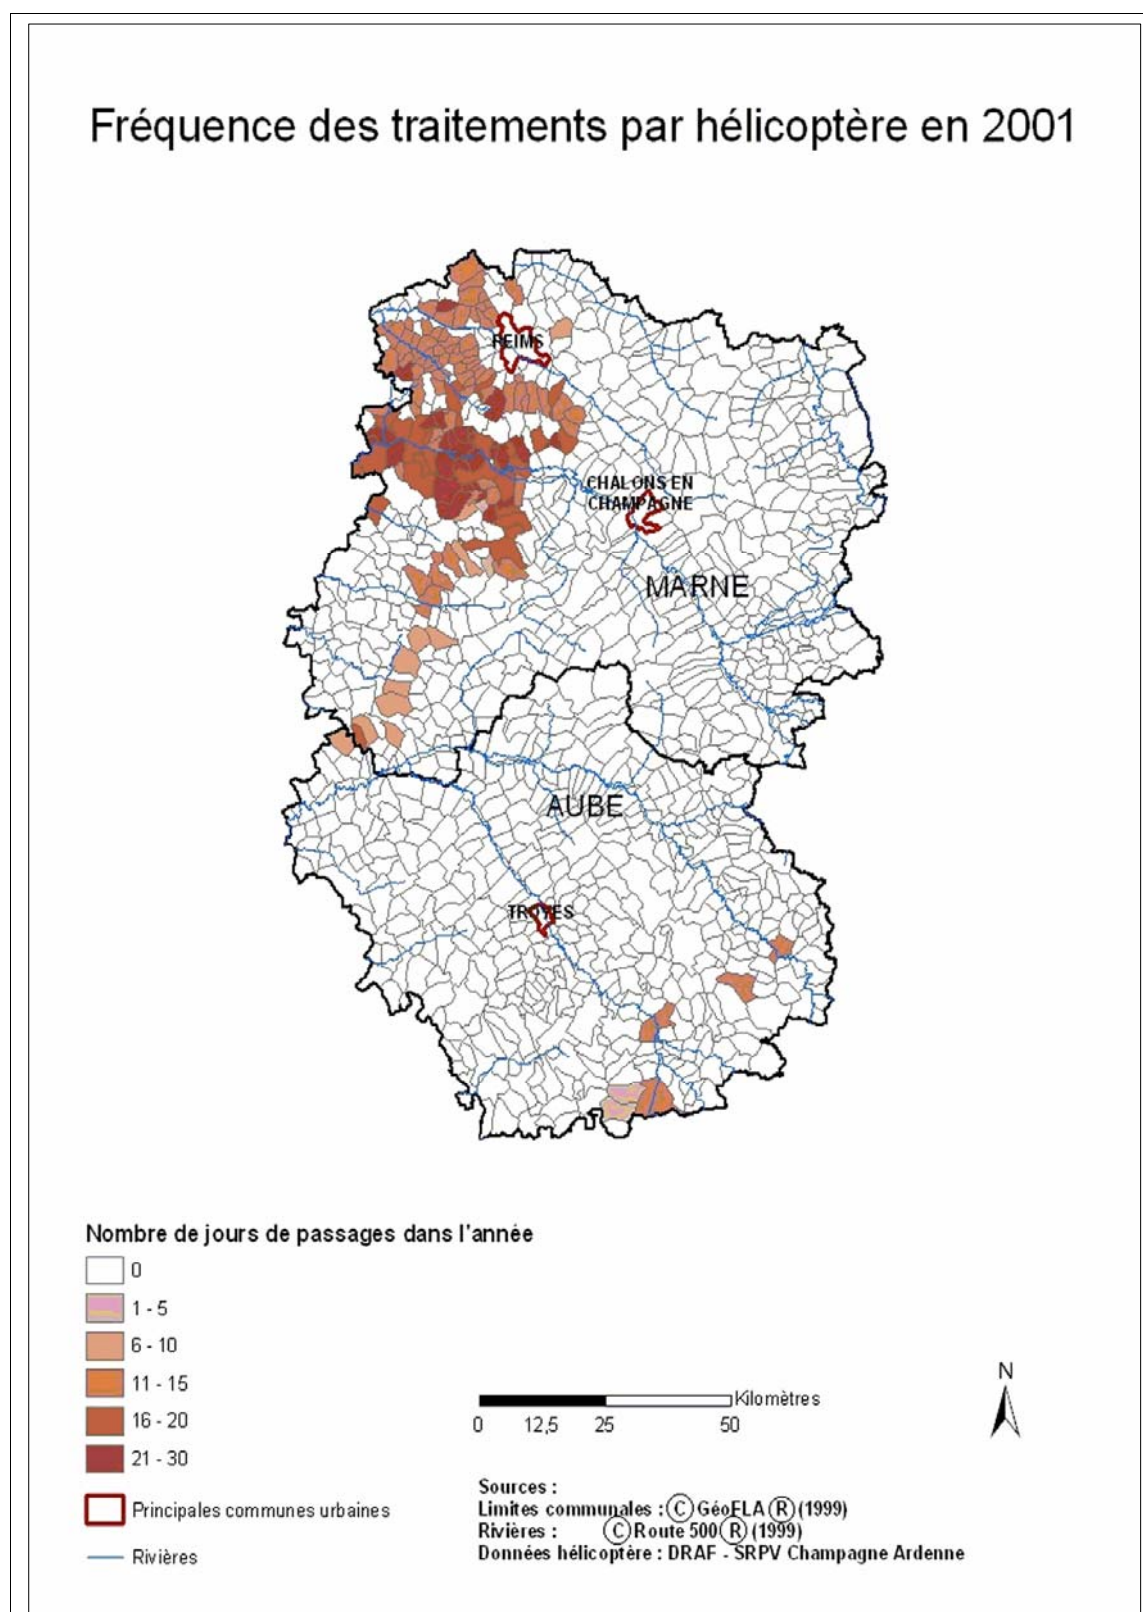 Fréquence des traitements par hélicoptère en 2001
REIMS
CHALONS EN
CHAMPAGNE
MARNE
AUBE
TROYES
Nombre de jours de passages dans l'année
0
1 - 5
6 - 10
11 - 15
16 - 20
21 - 30
Principales communes urbaines
Rivières
Kilomètres
0 12,5 25 50
N
Sources :
Limites communales : © GéoFLA ® (1999)
Rivières : © Route 500 ® (1999)
Données hélicoptère : DRAF - SRPV Champagne Ardenne